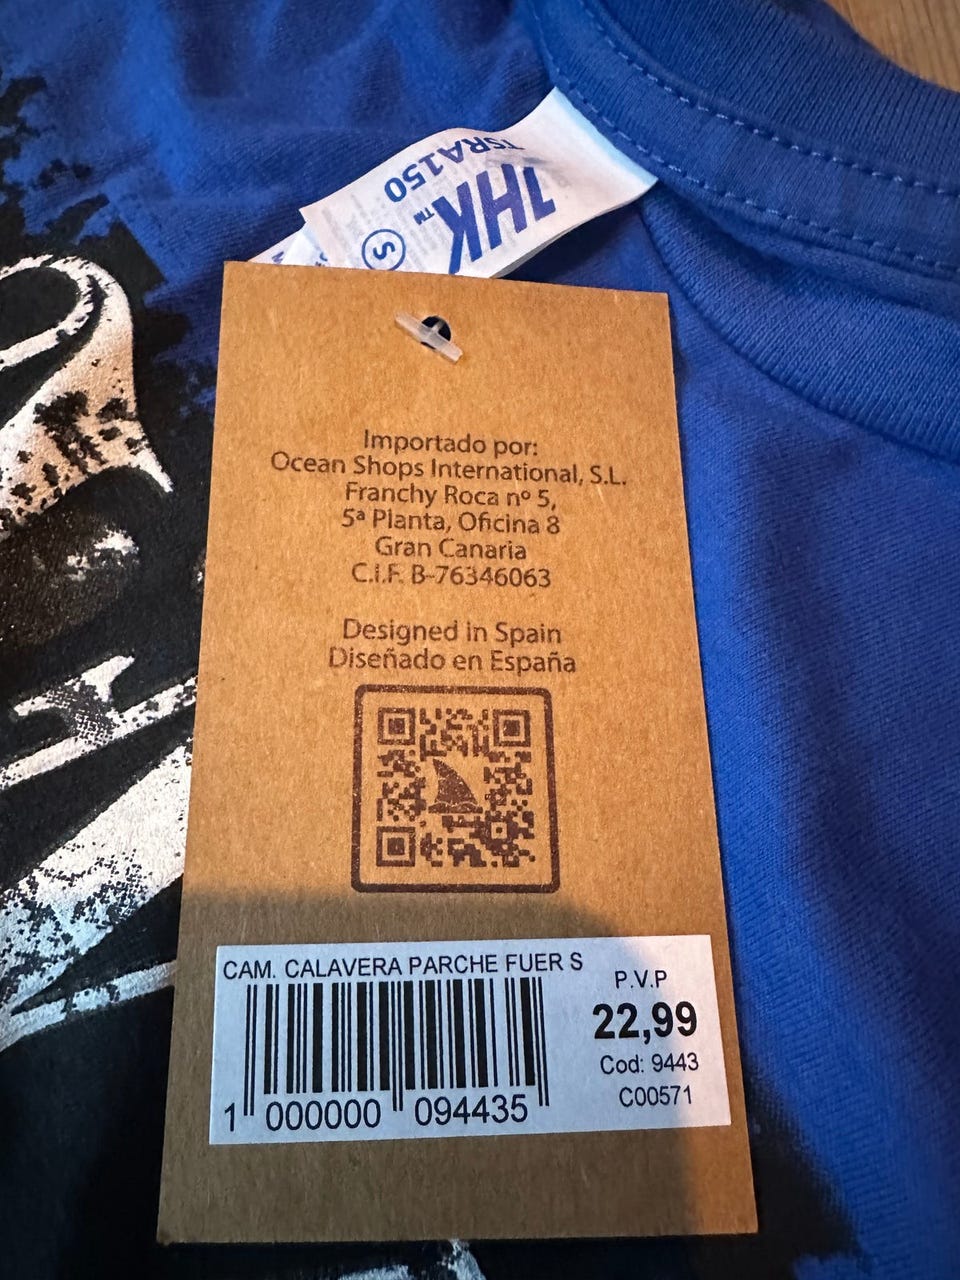 TSRA150
JHK™
S
Importado por:
Ocean Shops International, S.L.
Franchy Roca nº 5,
5ª Planta, Oficina 8
Gran Canaria
C.I.F. B-76346063
Designed in Spain
Diseñado en España
CAM. CALAVERA PARCHE FUER S
P.V.P
22,99
Cod: 9443
C00571
1 000000 094435